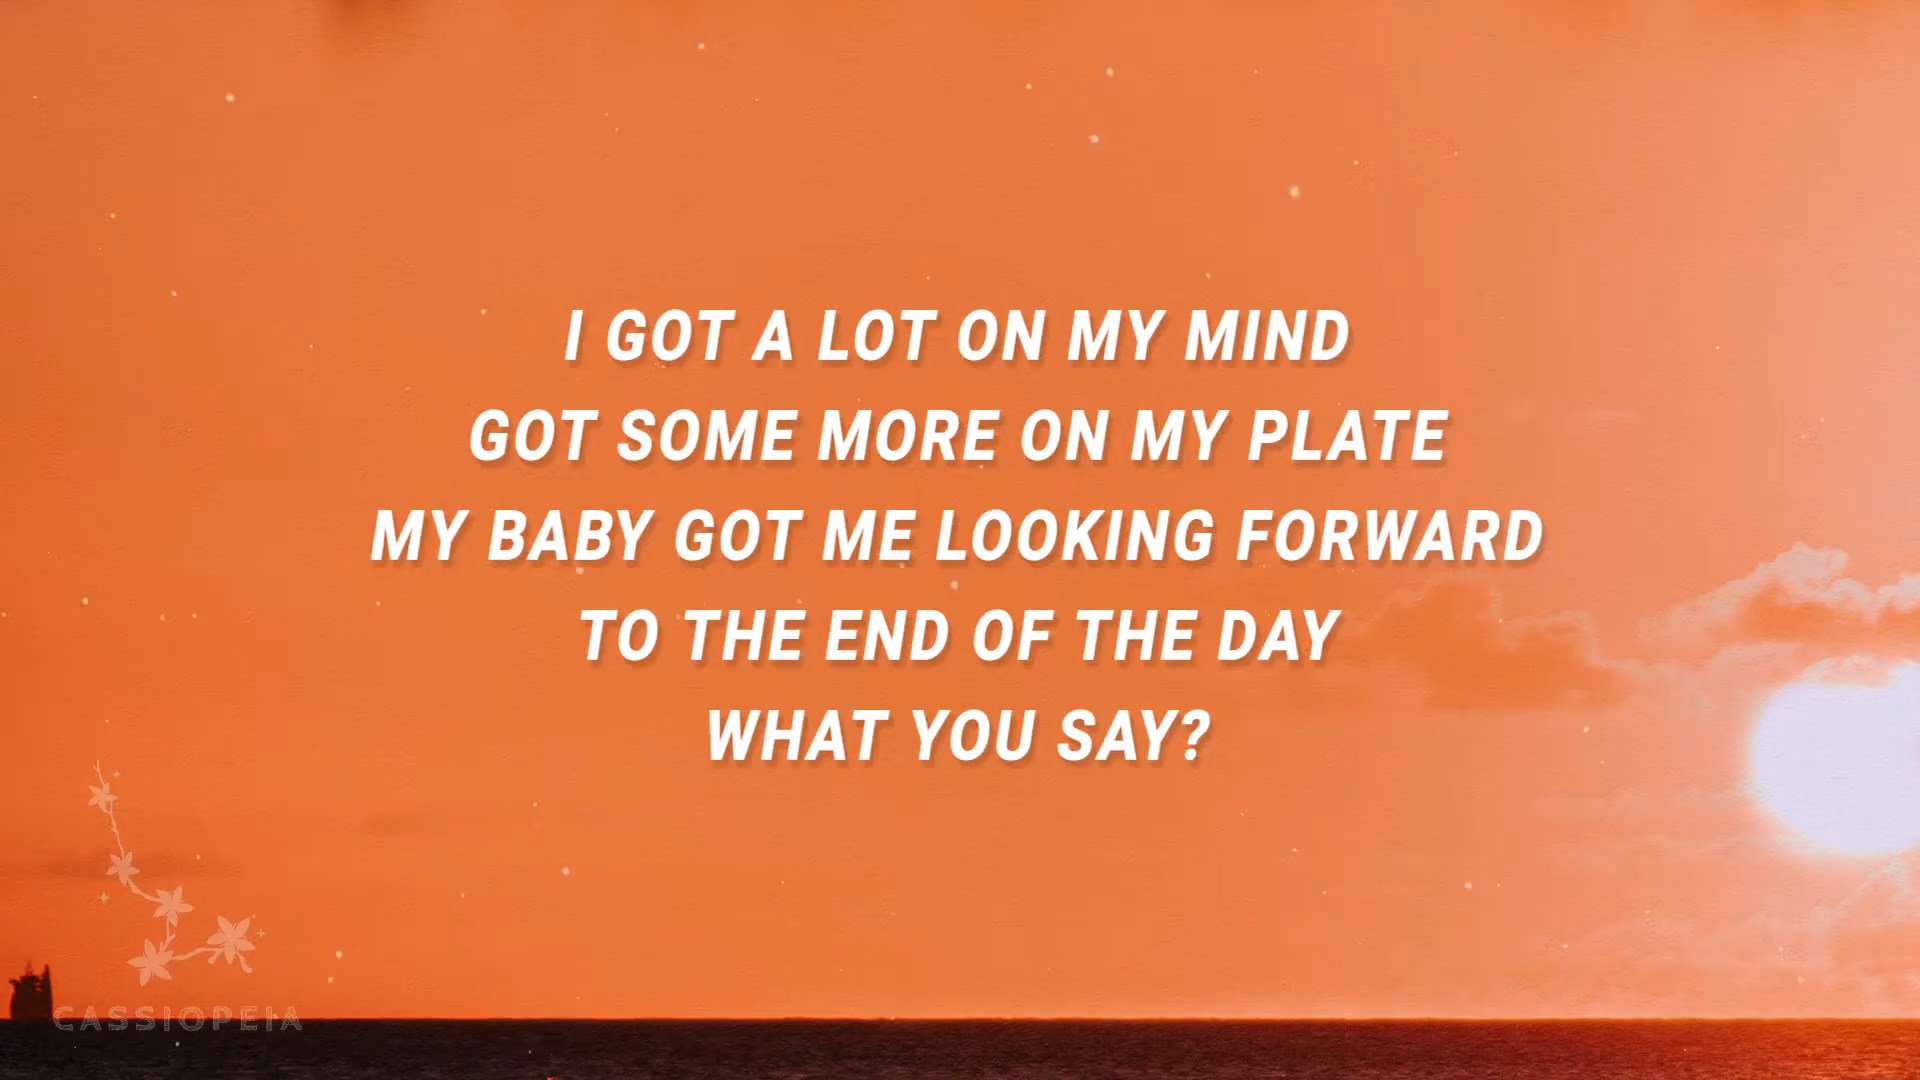 I GOT A LOT ON MY MIND
GOT SOME MORE ON MY PLATE
MY BABY GOT ME LOOKING FORWARD
TO THE END OF THE DAY
WHAT YOU SAY?
CASSIOPEIA